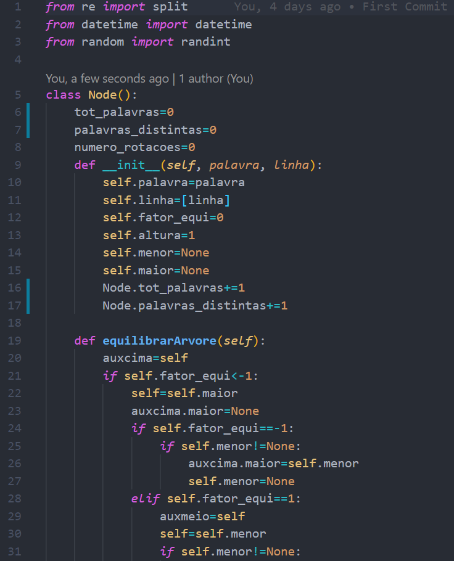 1 from re import split You, 4 days ago • First Commit
2 from datetime import datetime
3 from random import randint
4
You, a few seconds ago | 1 author (You)
5 class Node():
6     tot_palavras=0
7     palavras_distintas=0
8     numero_rotacoes=0
9     def __init__(self, palavra, linha):
10         self.palavra=palavra
11         self.linha=[linha]
12         self.fator_equi=0
13         self.altura=1
14         self.menor=None
15         self.maior=None
16         Node.tot_palavras+=1
17         Node.palavras_distintas+=1
18
19     def equilibrarArvore(self):
20         auxcima=self
21         if self.fator_equi<-1:
22             self=self.maior
23             auxcima.maior=None
24             if self.fator_equi==-1:
25                 if self.menor!=None:
26                     auxcima.maior=self.menor
27                     self.menor=None
28             elif self.fator_equi==1:
29                 auxmeio=self
30                 self=self.menor
31                 if self.menor!=None: